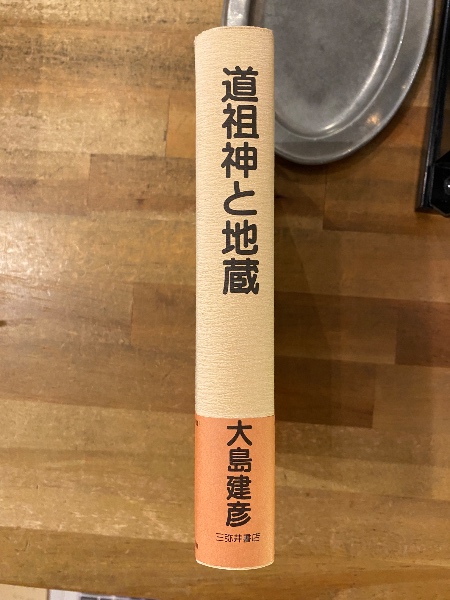 道祖神と地蔵
大島建彦
三弥井書店